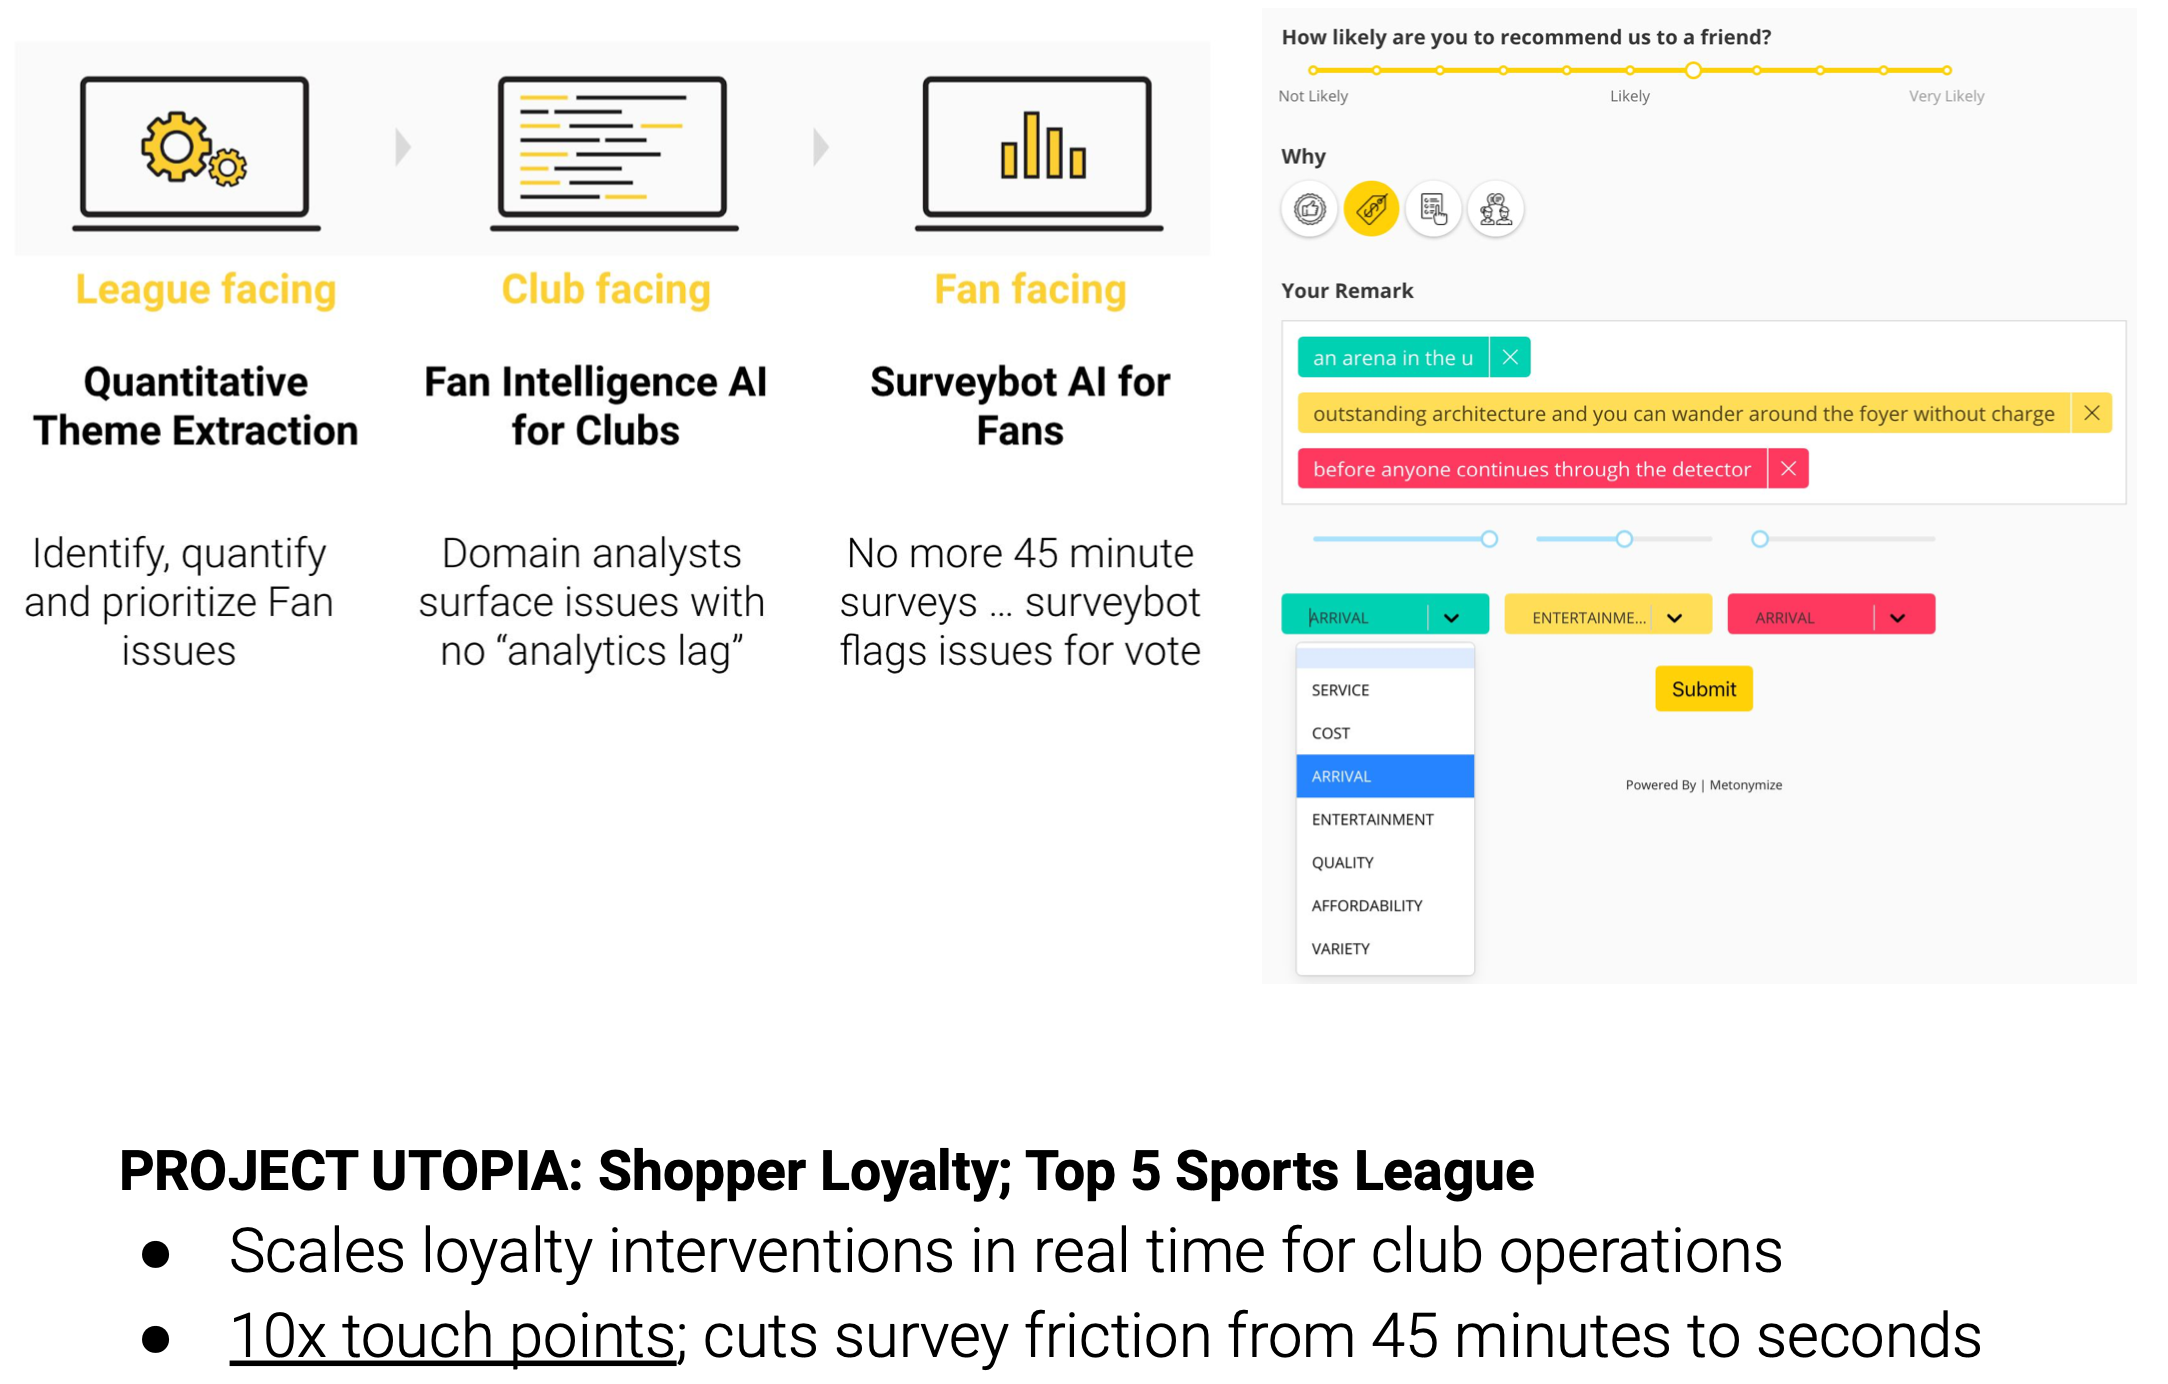 League facing
Quantitative
Theme Extraction
Identify, quantify
and prioritize Fan
issues
Club facing
Fan Intelligence AI
for Clubs
Domain analysts
surface issues with
no “analytics lag”
Fan facing
Surveybot AI for
Fans
No more 45 minute
surveys ... surveybot
flags issues for vote
How likely are you to recommend us to a friend?
Not Likely Likely Very Likely
Why
Your Remark
an arena in the u
outstanding architecture and you can wander around the foyer without charge
before anyone continues through the detector
ARRIVAL ENTERTAINME... ARRIVAL
SERVICE
COST
ARRIVAL
ENTERTAINMENT
QUALITY
AFFORDABILITY
VARIETY
Submit
Powered By | Metonymize
PROJECT UTOPIA: Shopper Loyalty; Top 5 Sports League
● Scales loyalty interventions in real time for club operations
● 10x touch points; cuts survey friction from 45 minutes to seconds